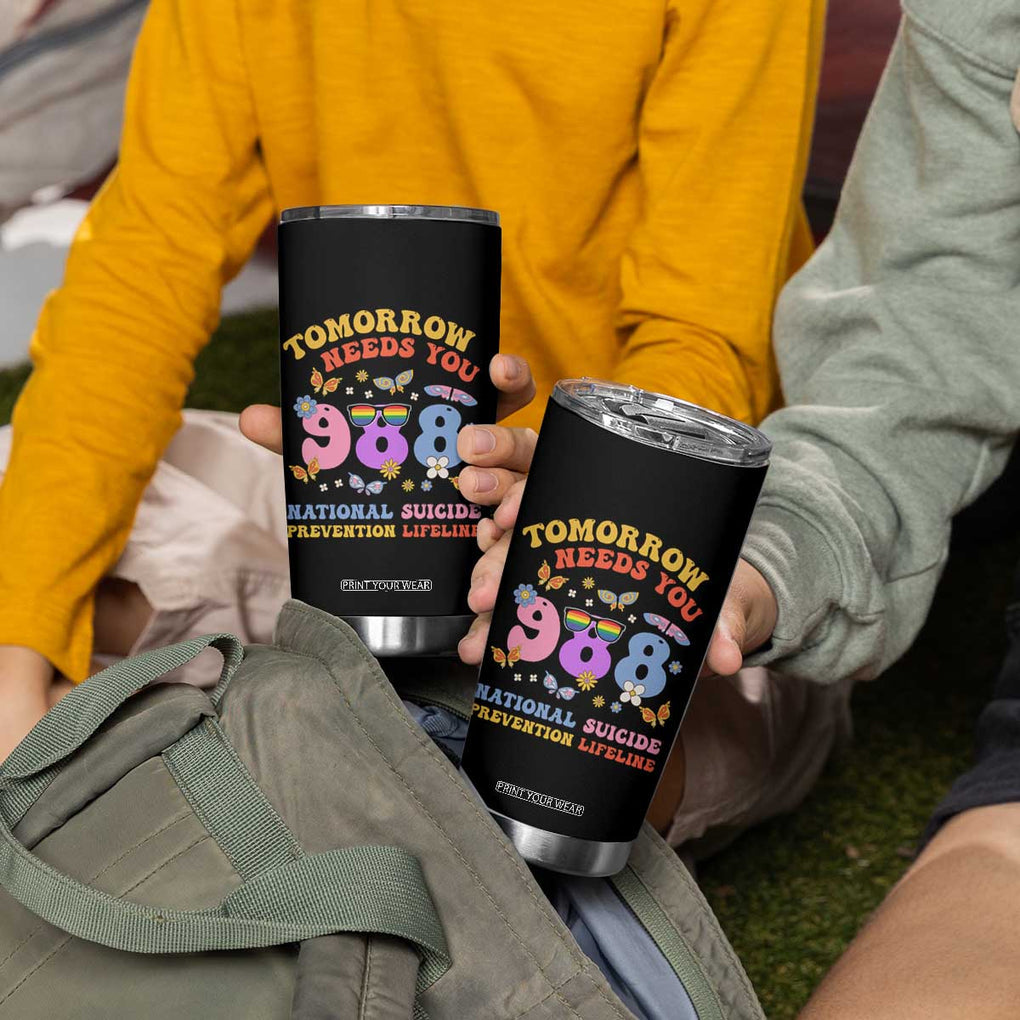 TOMORROW
NEEDS YOU
988
NATIONAL SUICIDE
PREVENTION LIFELINE
PRINT YOUR WEAR
TOMORROW
NEEDS YOU
988
NATIONAL SUICIDE
PREVENTION LIFELINE
PRINT YOUR WEAR